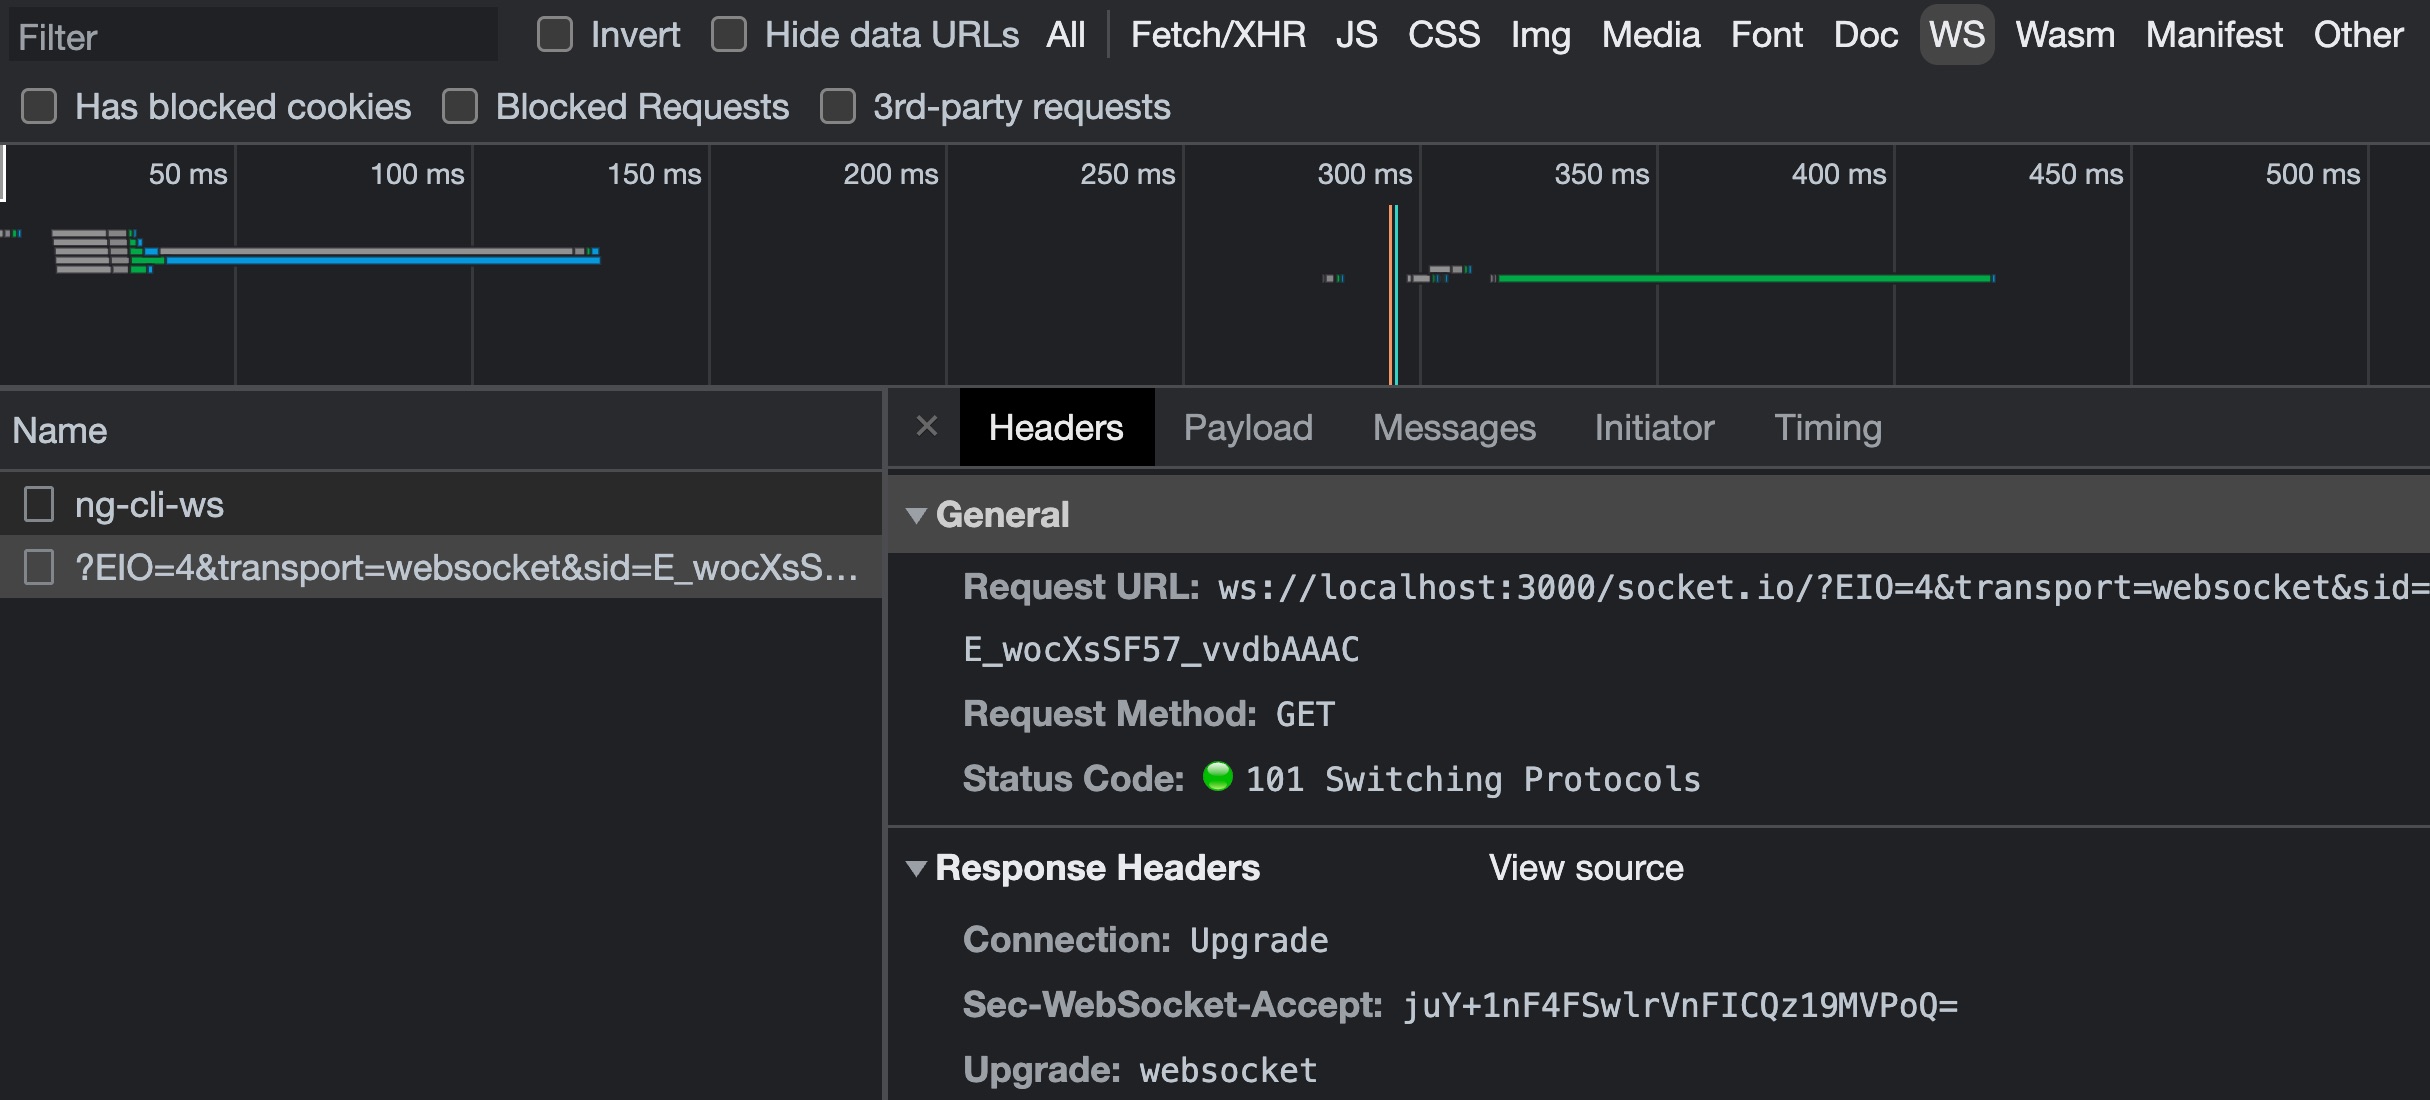 Filter Invert Hide data URLs All Fetch/XHR JS CSS Img Media Font Doc WS Wasm Manifest Other
Has blocked cookies Blocked Requests 3rd-party requests
50 ms 100 ms 150 ms 200 ms 250 ms 300 ms 350 ms 400 ms 450 ms 500 ms
Name
ng-cli-ws
?EIO=4&transport=websocket&sid=E_wocXsS…
Headers Payload Messages Initiator Timing
General
Request URL: ws://localhost:3000/socket.io/?EIO=4&transport=websocket&sid=
E_wocXsSF57_vvdbAAAC
Request Method: GET
Status Code: 101 Switching Protocols
Response Headers View source
Connection: Upgrade
Sec-WebSocket-Accept: juY+1nF4FSwlrVnFICQz19MVPoQ=
Upgrade: websocket